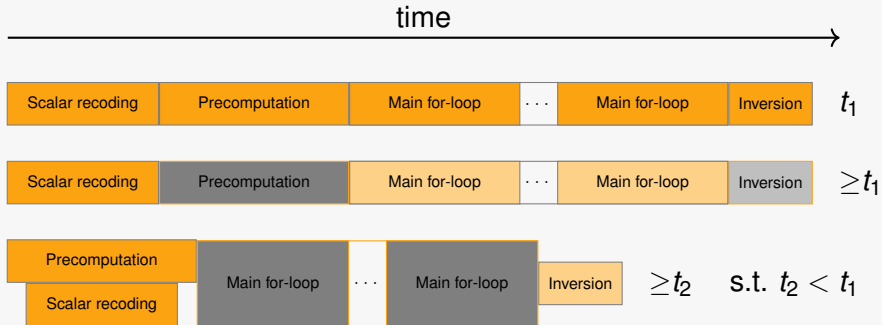 time
Scalar recoding Precomputation Main for-loop ··· Main for-loop Inversion t₁
Scalar recoding Precomputation Main for-loop ··· Main for-loop Inversion ≥t₁
Precomputation
Main for-loop ··· Main for-loop Inversion ≥t₂ s.t. t₂ < t₁
Scalar recoding